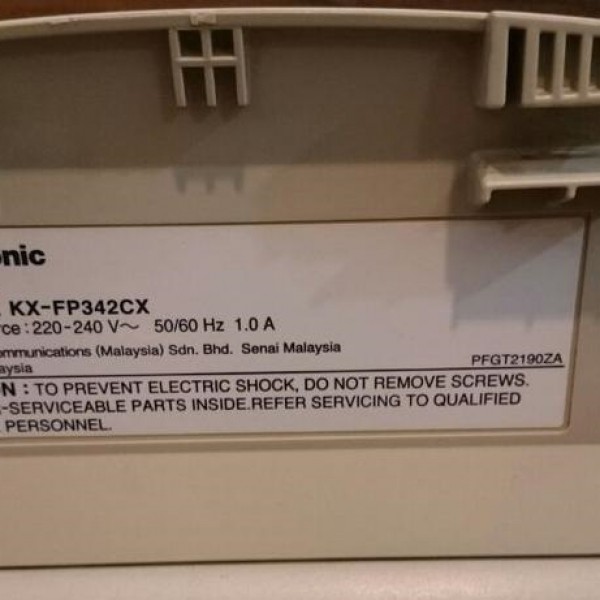 onic
KX-FP342CX
rce : 220-240 V～ 50/60 Hz 1.0 A
ommunications (Malaysia) Sdn. Bhd. Senai Malaysia
aysia
PFGT2190ZA
N : TO PREVENT ELECTRIC SHOCK, DO NOT REMOVE SCREWS.
-SERVICEABLE PARTS INSIDE.REFER SERVICING TO QUALIFIED
PERSONNEL.